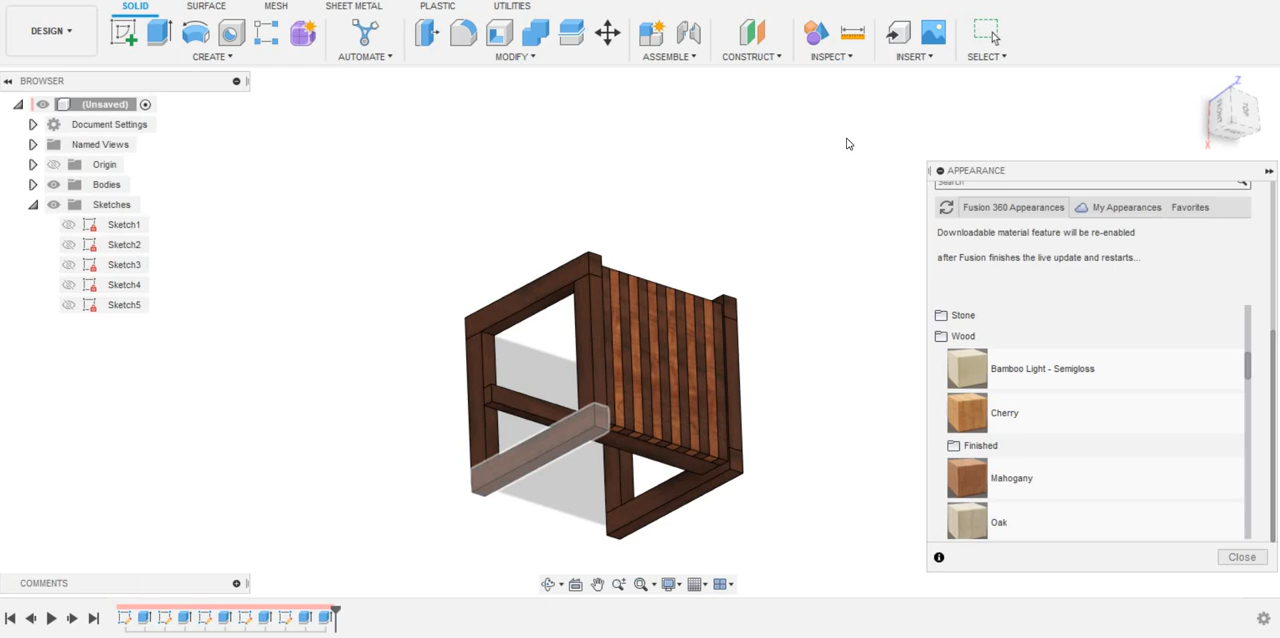 SOLID SURFACE MESH SHEET METAL PLASTIC UTILITIES
DESIGN ▾
CREATE ▾ AUTOMATE ▾ MODIFY ▾ ASSEMBLE ▾ CONSTRUCT ▾ INSPECT ▾ INSERT ▾ SELECT ▾
BROWSER
(Unsaved)
Document Settings
Named Views
Origin
Bodies
Sketches
Sketch1
Sketch2
Sketch3
Sketch4
Sketch5
Z
TOP
FRONT
X
APPEARANCE
Search
Fusion 360 Appearances My Appearances Favorites
Downloadable material feature will be re-enabled
after Fusion finishes the live update and restarts...
Stone
Wood
Bamboo Light - Semigloss
Cherry
Finished
Mahogany
Oak
Close
COMMENTS